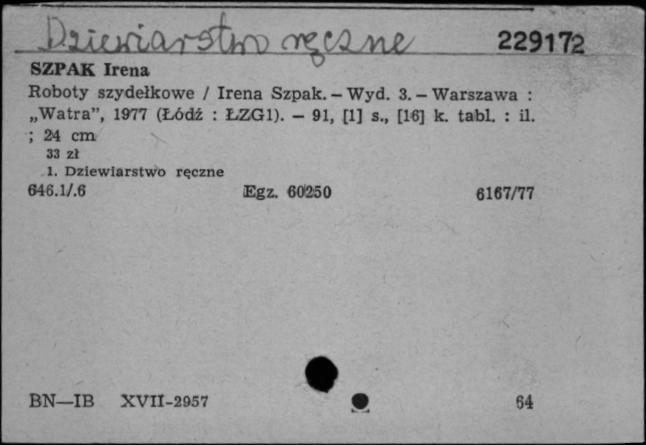 Dziewiarstwo ręczne 229172
SZPAK Irena
Roboty szydełkowe / Irena Szpak. — Wyd. 3. — Warszawa :
„Watra”, 1977 (Łódź : ŁZG1). — 91, [1] s., [16] k. tabl. : il.
; 24 cm
33 zł
1. Dziewiarstwo ręczne
646.1/.6 Egz. 60250 6167/77
BN—IB XVII-2957 64